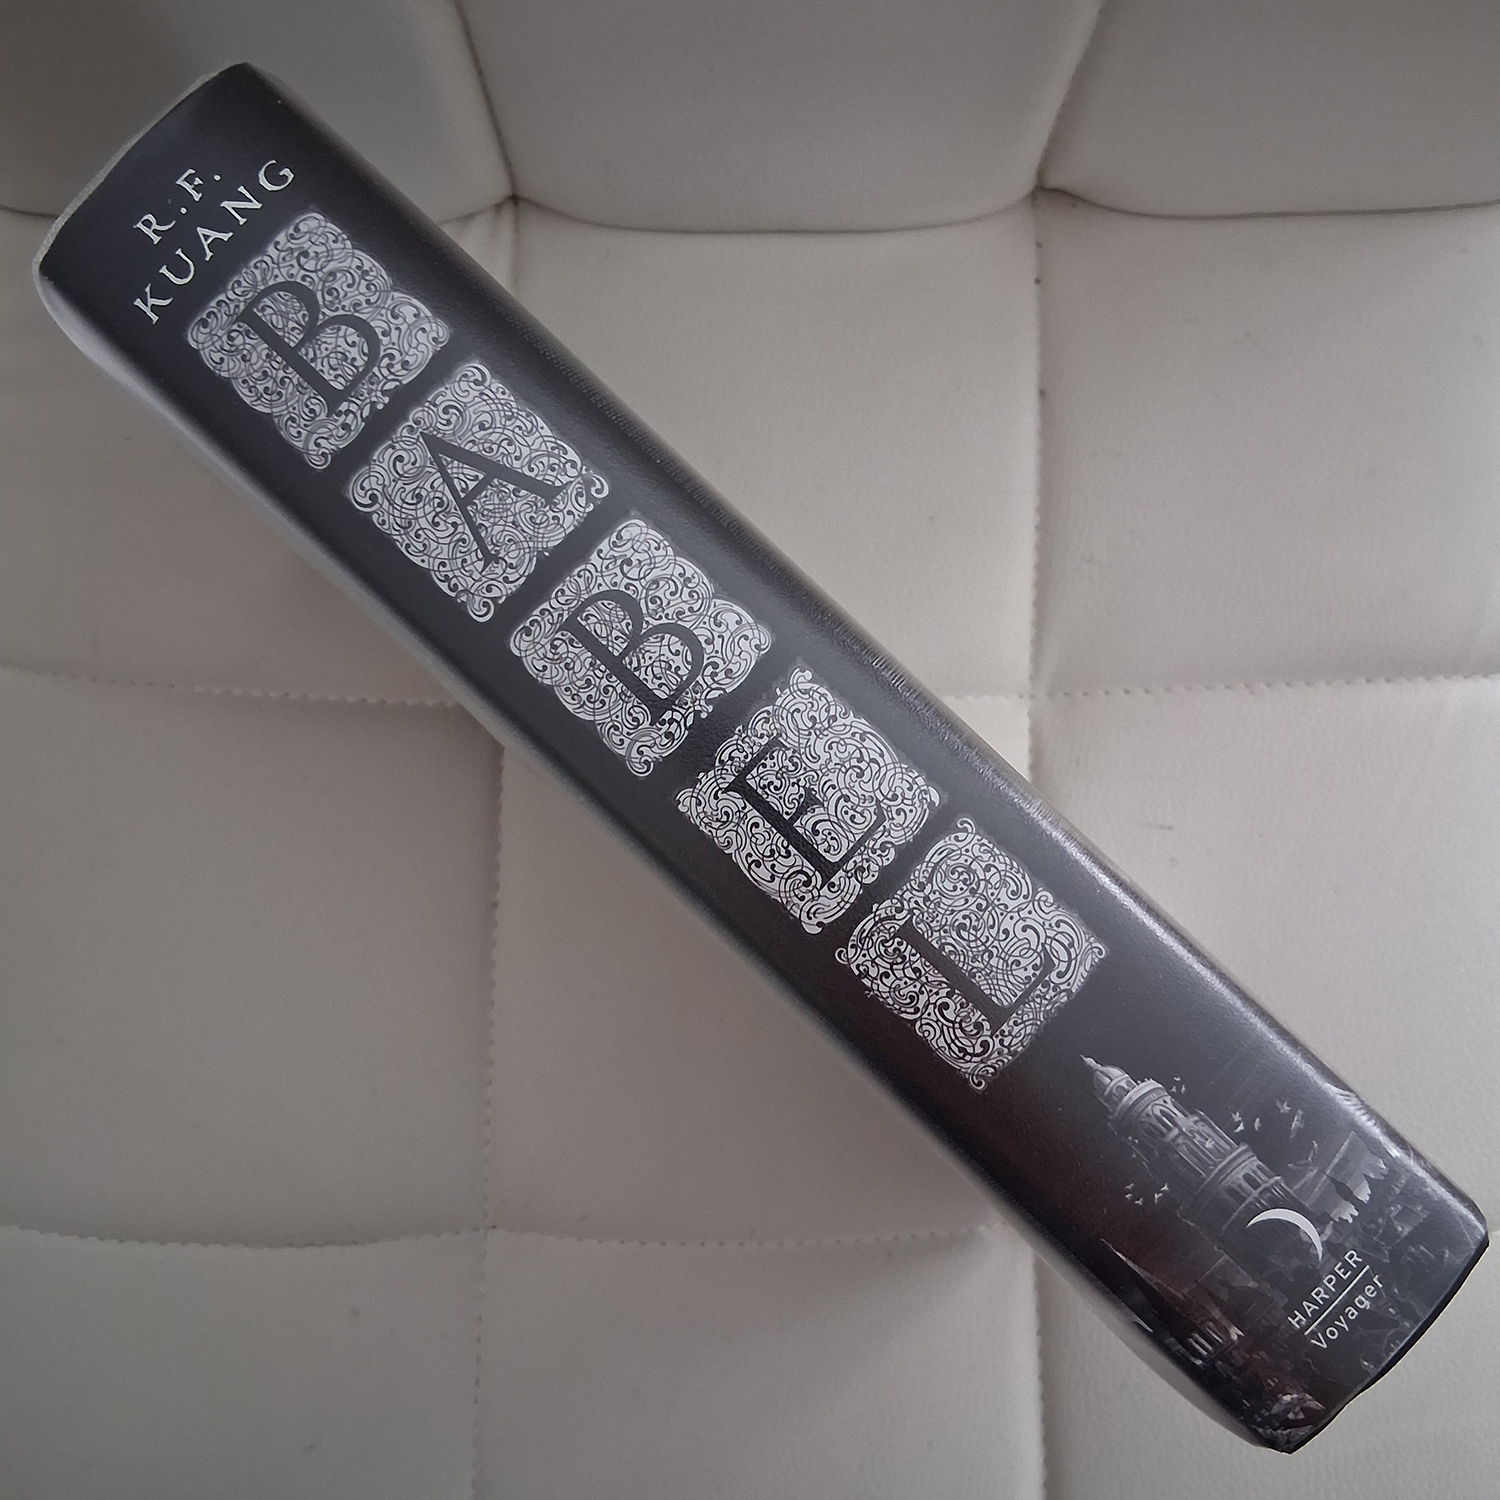 R.F.
KUANG
BABEL
HARPER
Voyager